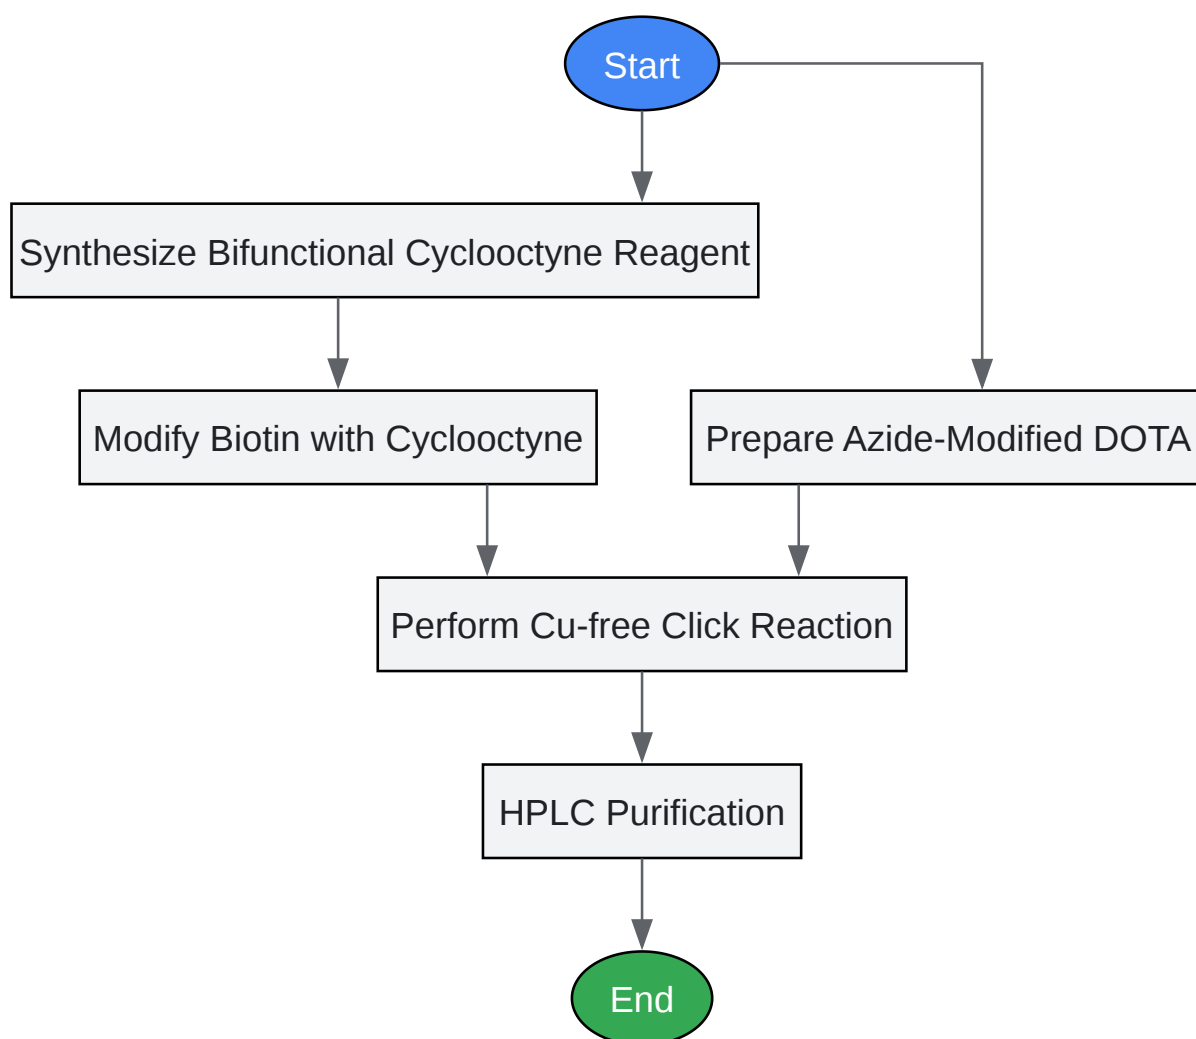 Start
Synthesize Bifunctional Cyclooctyne Reagent
Modify Biotin with Cyclooctyne
Prepare Azide-Modified DOTA
Perform Cu-free Click Reaction
HPLC Purification
End